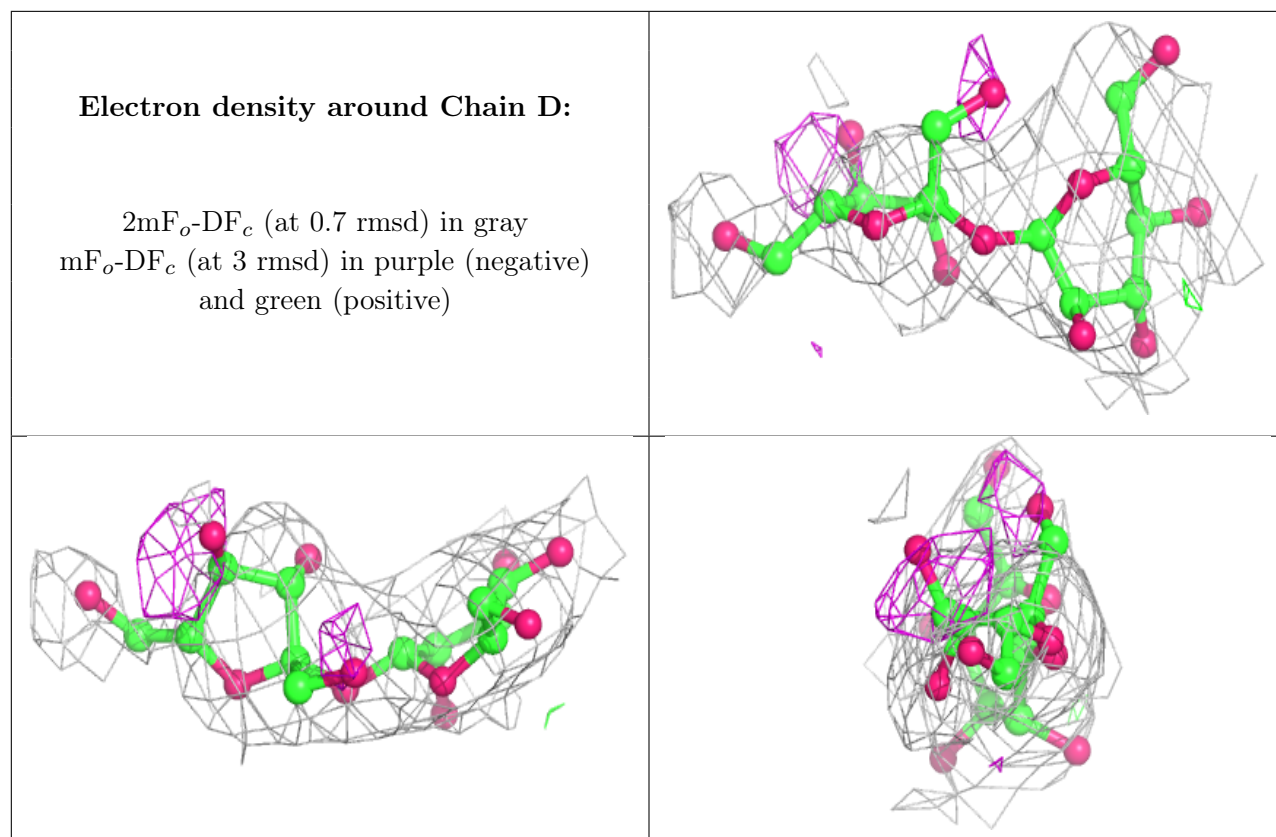 Electron density around Chain D:
2mFo-DFc (at 0.7 rmsd) in gray
mFo-DFc (at 3 rmsd) in purple (negative)
and green (positive)